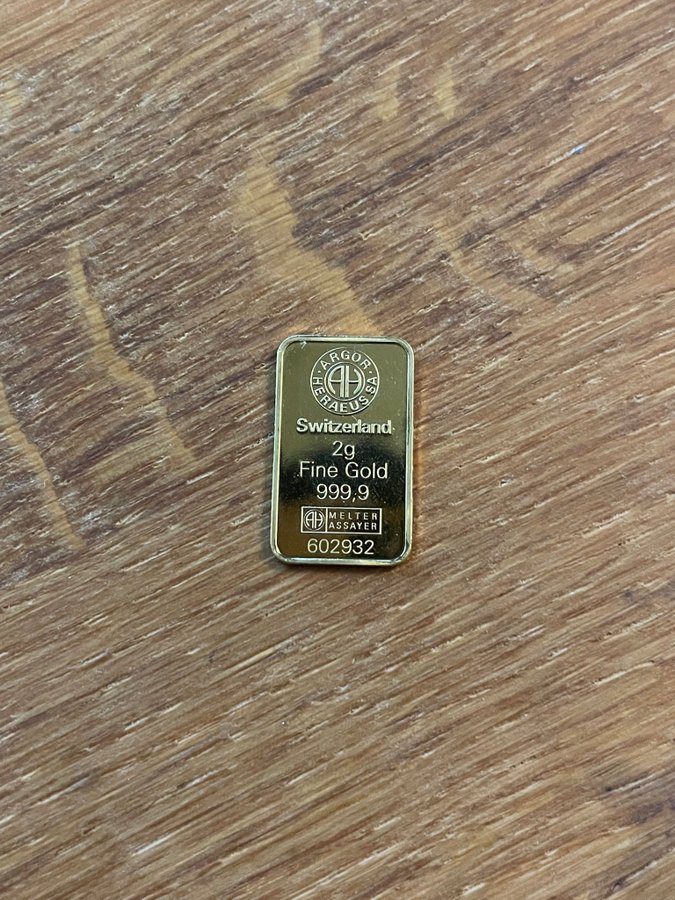 ARGOR
HERAEUS SA
AH
Switzerland
2g
Fine Gold
999,9
AH MELTER
ASSAYER
602932